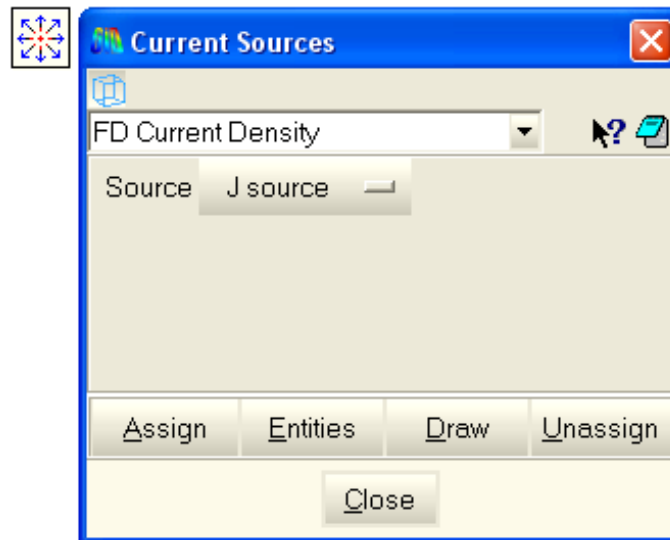 Current Sources
FD Current Density
?
Source J source
Assign Entities Draw Unassign
Close